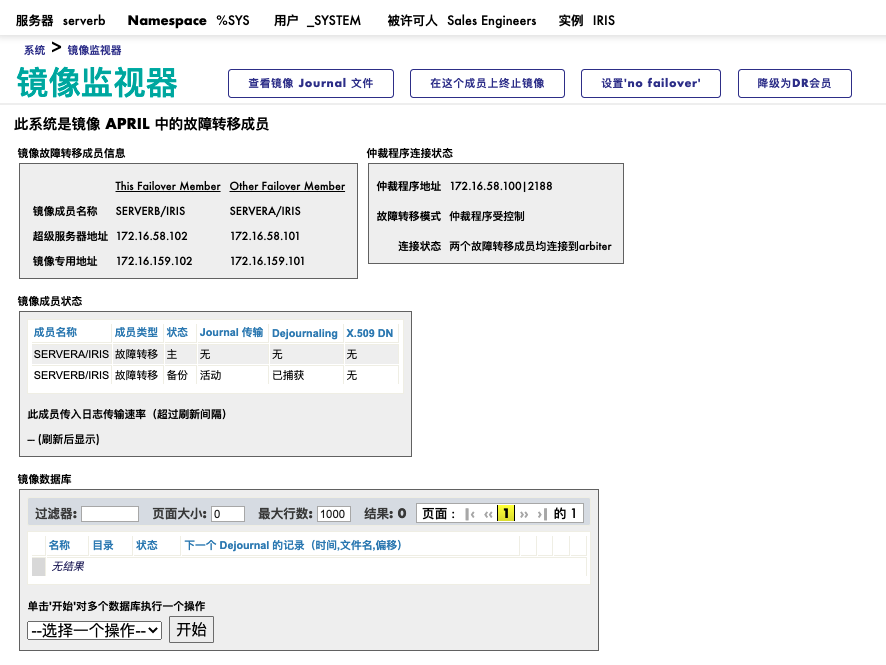 服务器 serverb Namespace %SYS 用户 _SYSTEM 被许可人 Sales Engineers 实例 IRIS
系统 > 镜像监视器
镜像监视器 查看镜像 Journal 文件 在这个成员上终止镜像 设置'no failover' 降级为DR会员
此系统是镜像 APRIL 中的故障转移成员
镜像故障转移成员信息
This Failover Member Other Failover Member
镜像成员名称 SERVERB/IRIS SERVERA/IRIS
超级服务器地址 172.16.58.102 172.16.58.101
镜像专用地址 172.16.159.102 172.16.159.101
仲裁程序连接状态
仲裁程序地址 172.16.58.100|2188
故障转移模式 仲裁程序受控制
连接状态 两个故障转移成员均连接到arbiter
镜像成员状态
成员名称 成员类型 状态 Journal 传输 Dejournaling X.509 DN
SERVERA/IRIS 故障转移 主 无 无 无
SERVERB/IRIS 故障转移 备份 活动 已捕获 无
此成员传入日志传输速率（超过刷新间隔）
-- (刷新后显示)
镜像数据库
过滤器: 页面大小: 0 最大行数: 1000 结果: 0 页面： |‹ ‹‹ 1 ›› ›| 的 1
名称 目录 状态 下一个 Dejournal 的记录（时间,文件名,偏移）
无结果
单击'开始'对多个数据库执行一个操作
--选择一个操作-- 开始